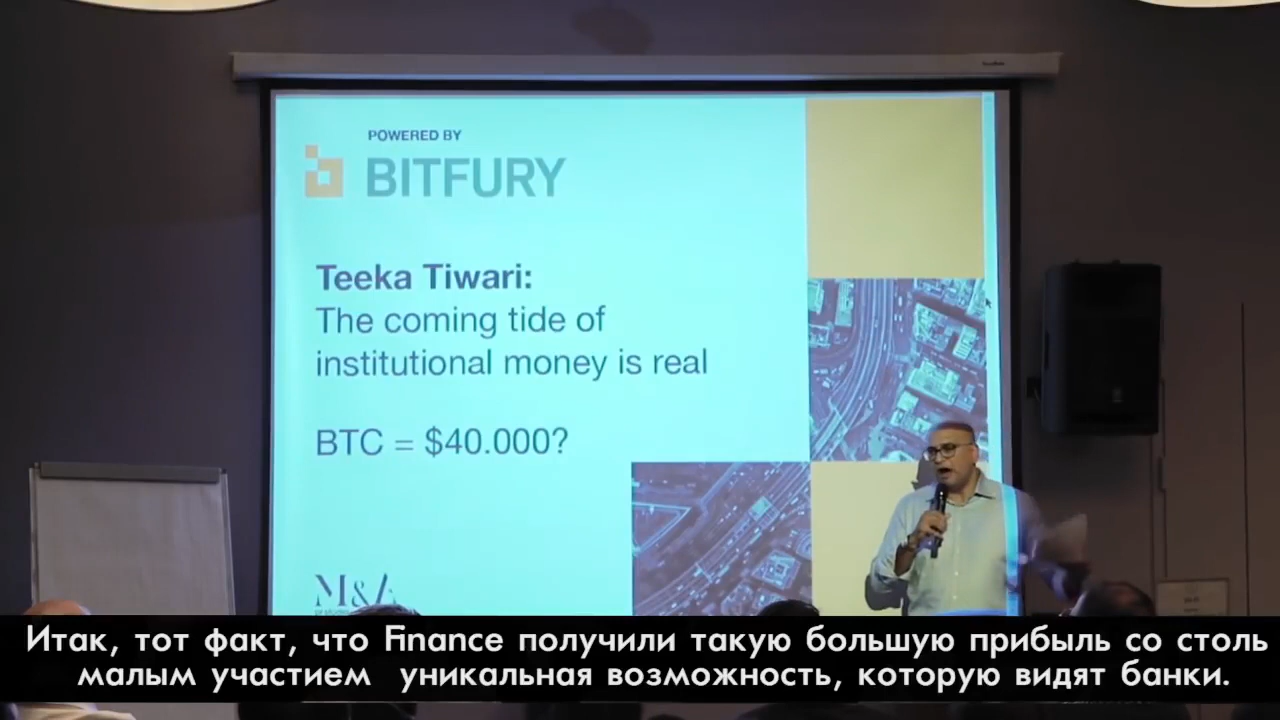 POWERED BY
BITFURY
Teeka Tiwari:
The coming tide of
institutional money is real
BTC = $40.000?
M&A
Итак, тот факт, что Finance получили такую большую прибыль со столь
малым участием уникальная возможность, которую видят банки.